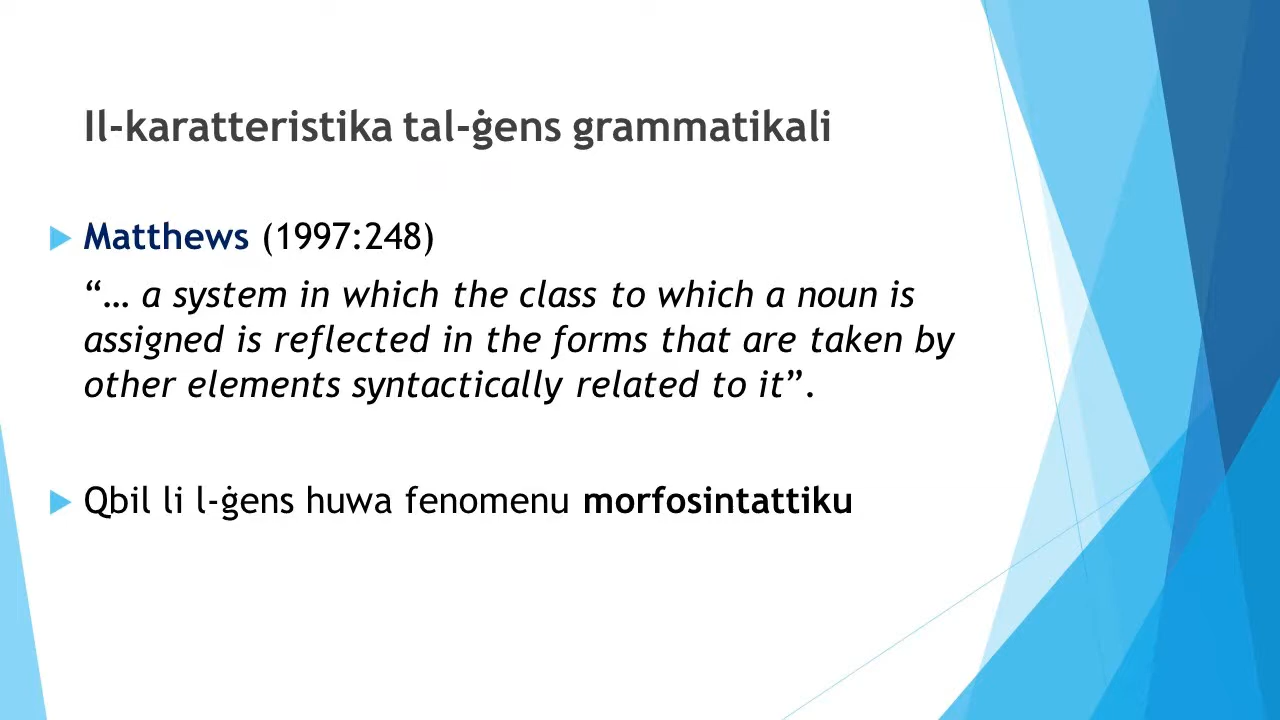 Il-karatteristika tal-ġens grammatikali
Matthews (1997:248)
“… a system in which the class to which a noun is
assigned is reflected in the forms that are taken by
other elements syntactically related to it”.
Qbil li l-ġens huwa fenomenu morfosintattiku